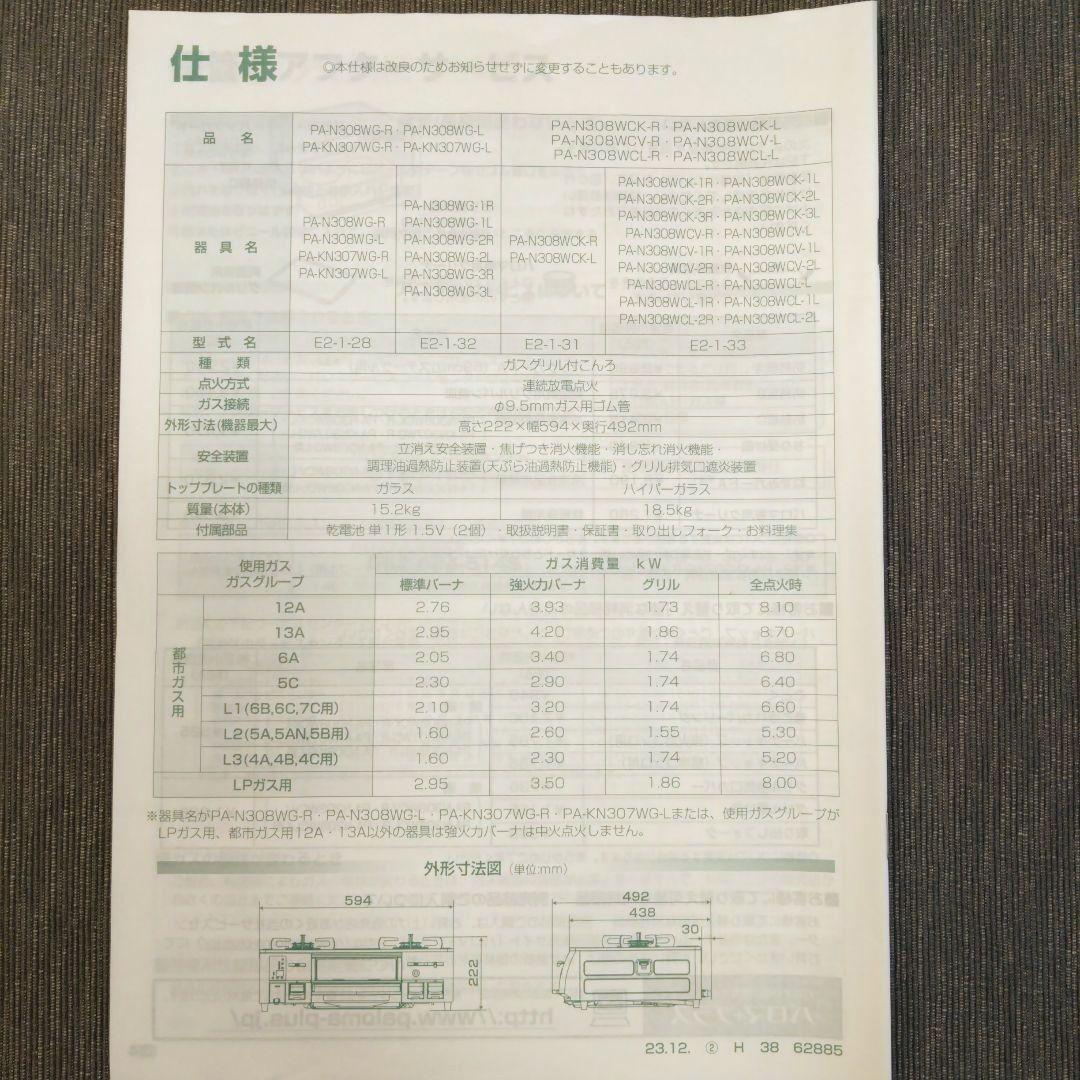 仕様
◎本仕様は改良のためお知らせせずに変更することもあります。
品名
PA-N308WG-R・PA-N308WG-L
PA-KN307WG-R・PA-KN307WG-L
PA-N308WCK-R・PA-N308WCK-L
PA-N308WCV-R・PA-N308WCV-L
PA-N308WCL-R・PA-N308WCL-L
器具名
PA-N308WG-R
PA-N308WG-L
PA-KN307WG-R
PA-KN307WG-L
PA-N308WG-1R
PA-N308WG-1L
PA-N308WG-2R
PA-N308WG-2L
PA-N308WG-3R
PA-N308WG-3L
PA-N308WCK-R
PA-N308WCK-L
PA-N308WCK-1R・PA-N308WCK-1L
PA-N308WCK-2R・PA-N308WCK-2L
PA-N308WCK-3R・PA-N308WCK-3L
PA-N308WCV-R・PA-N308WCV-L
PA-N308WCV-1R・PA-N308WCV-1L
PA-N308WCV-2R・PA-N308WCV-2L
PA-N308WCL-R・PA-N308WCL-L
PA-N308WCL-1R・PA-N308WCL-1L
PA-N308WCL-2R・PA-N308WCL-2L
型式名 E2-1-28 E2-1-32 E2-1-31 E2-1-33
種類 ガスグリル付こんろ
点火方式 連続放電点火
ガス接続 φ9.5mmガス用ゴム管
外形寸法(機器最大) 高さ222×幅594×奥行492mm
安全装置
立消え安全装置・焦げつき消火機能・消し忘れ消火機能・
調理油過熱防止装置(天ぷら油過熱防止機能)・グリル排気口遮炎装置
トッププレートの種類 ガラス ハイパーガラス
質量(本体) 15.2kg 18.5kg
付属部品 乾電池 単1形 1.5V(2個)・取扱説明書・保証書・取り出しフォーク・お料理集
使用ガス
ガスグループ
ガス消費量 kW
標準バーナ 強火力バーナ グリル 全点火時
都市ガス用
12A 2.76 3.93 1.73 8.10
13A 2.95 4.20 1.86 8.70
6A 2.05 3.40 1.74 6.80
5C 2.30 2.90 1.74 6.40
L1(6B,6C,7C用) 2.10 3.20 1.74 6.60
L2(5A,5AN,5B用) 1.60 2.60 1.55 5.30
L3(4A,4B,4C用) 1.60 2.30 1.74 5.20
LPガス用 2.95 3.50 1.86 8.00
※器具名がPA-N308WG-R・PA-N308WG-L・PA-KN307WG-R・PA-KN307WG-Lまたは、使用ガスグループが
LPガス用、都市ガス用12A・13A以外の器具は強火力バーナは中火点火しません。
外形寸法図(単位:mm)
594
222
492
438
30
23.12. ② H 38 62885